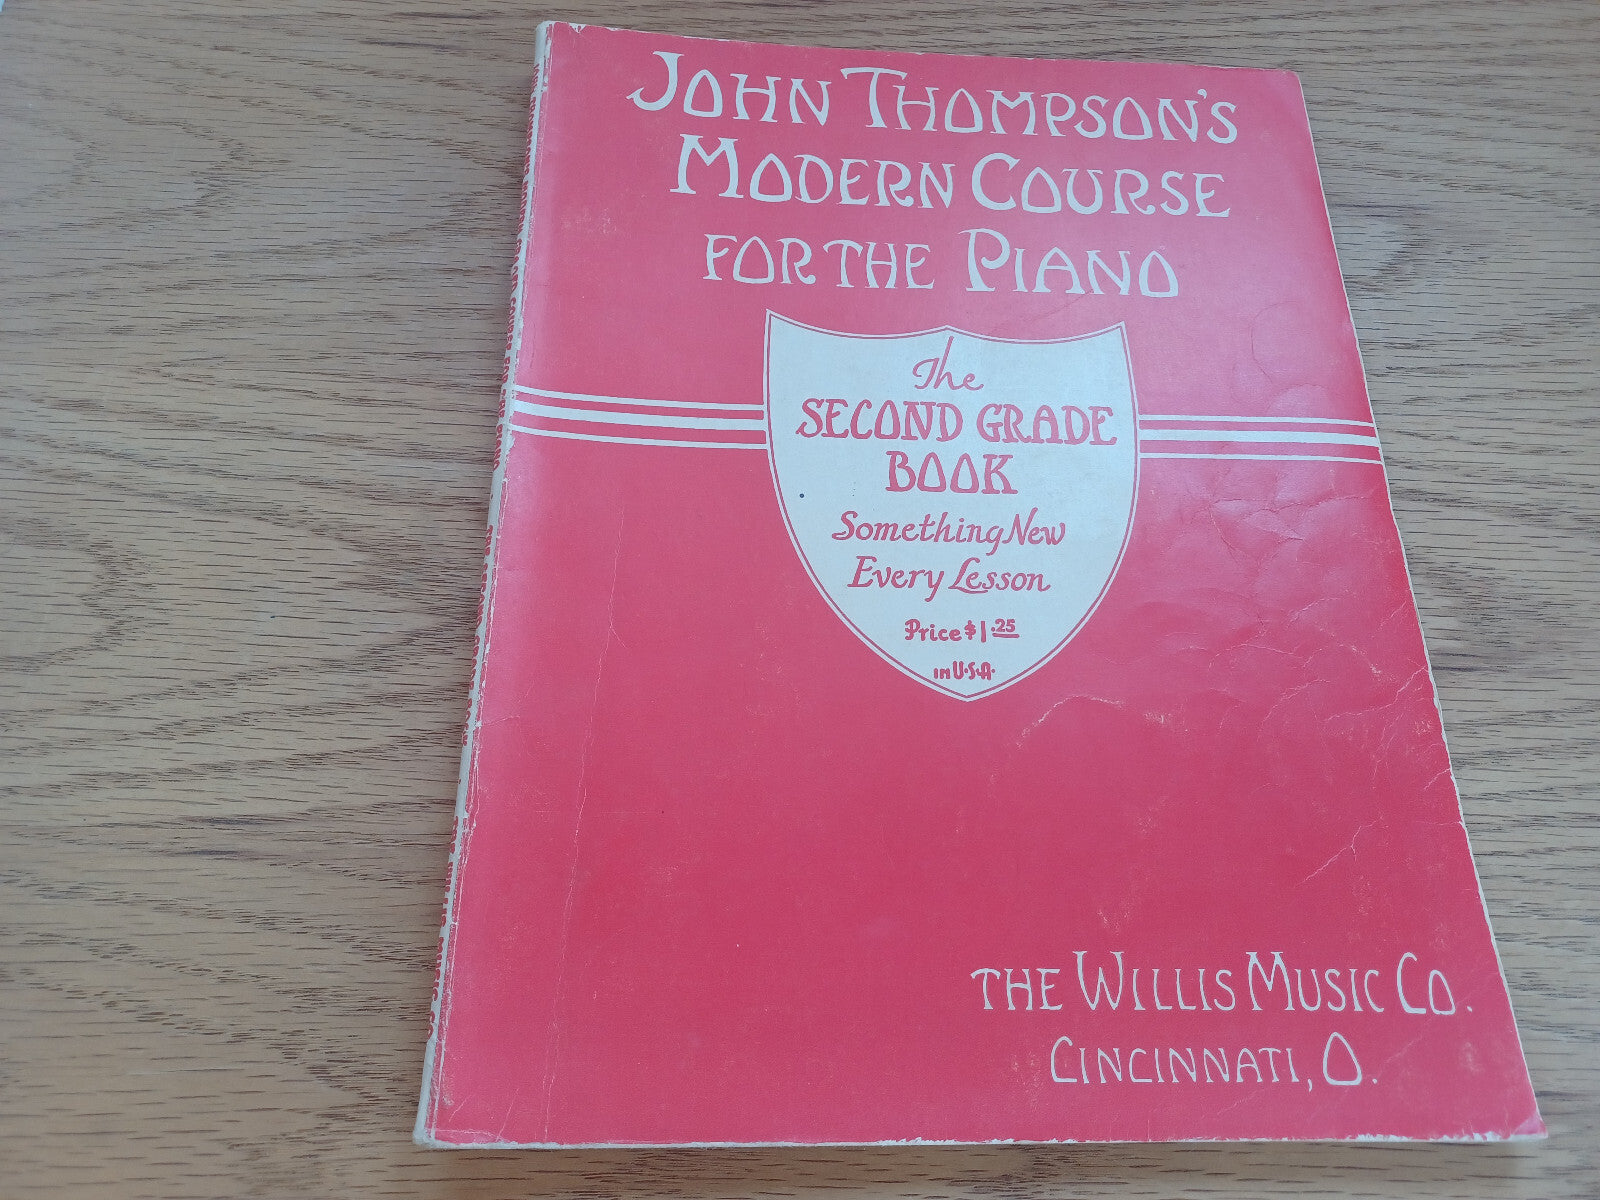 JOHN THOMPSON'S
MODERN COURSE
FOR THE PIANO
The
SECOND GRADE
BOOK
Something New
Every Lesson
Price $1.25
IN U.S.A.
THE WILLIS MUSIC CO.
CINCINNATI, O.